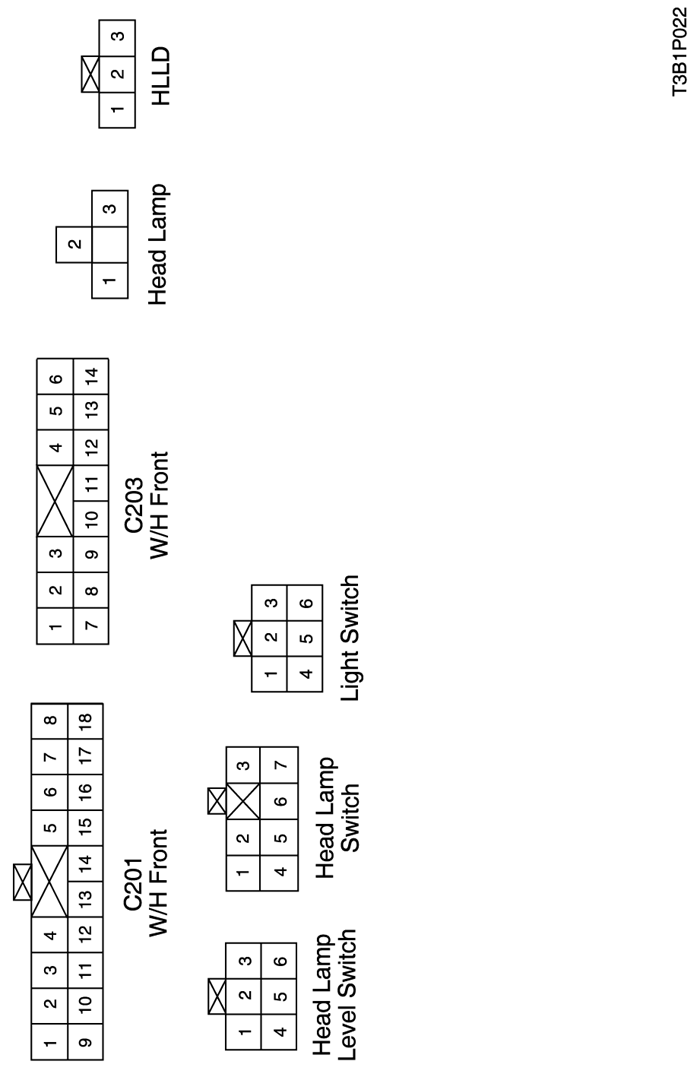 1 2 3 4 5 6 7 8
9 10 11 12 13 14 15 16 17 18
C201
W/H Front
1 2 3 4 5 6
7 8 9 10 11 12 13 14
C203
W/H Front
2
1 3
Head Lamp
1 2 3
HLLD
1 2 3
4 5 6
Head Lamp
Level Switch
1 2 3
4 5 6 7
Head Lamp
Switch
1 2 3
4 5 6
Light Switch
T3B1P022